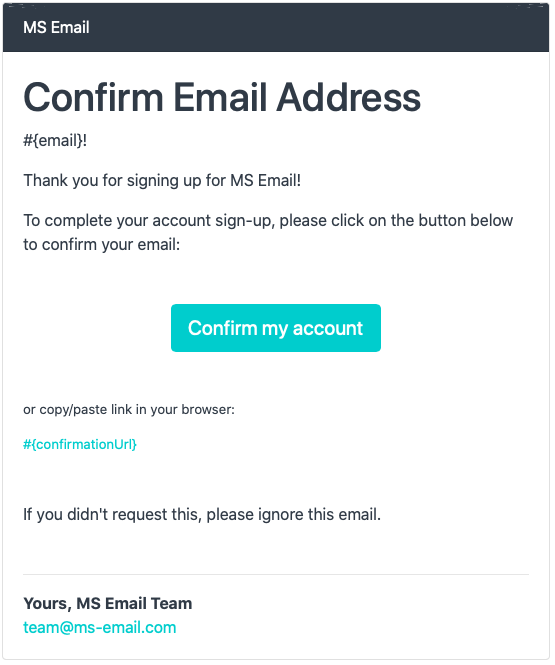 MS Email
Confirm Email Address
#{email}!
Thank you for signing up for MS Email!
To complete your account sign-up, please click on the button below
to confirm your email:
Confirm my account
or copy/paste link in your browser:
#{confirmationUrl}
If you didn't request this, please ignore this email.
Yours, MS Email Team
team@ms-email.com